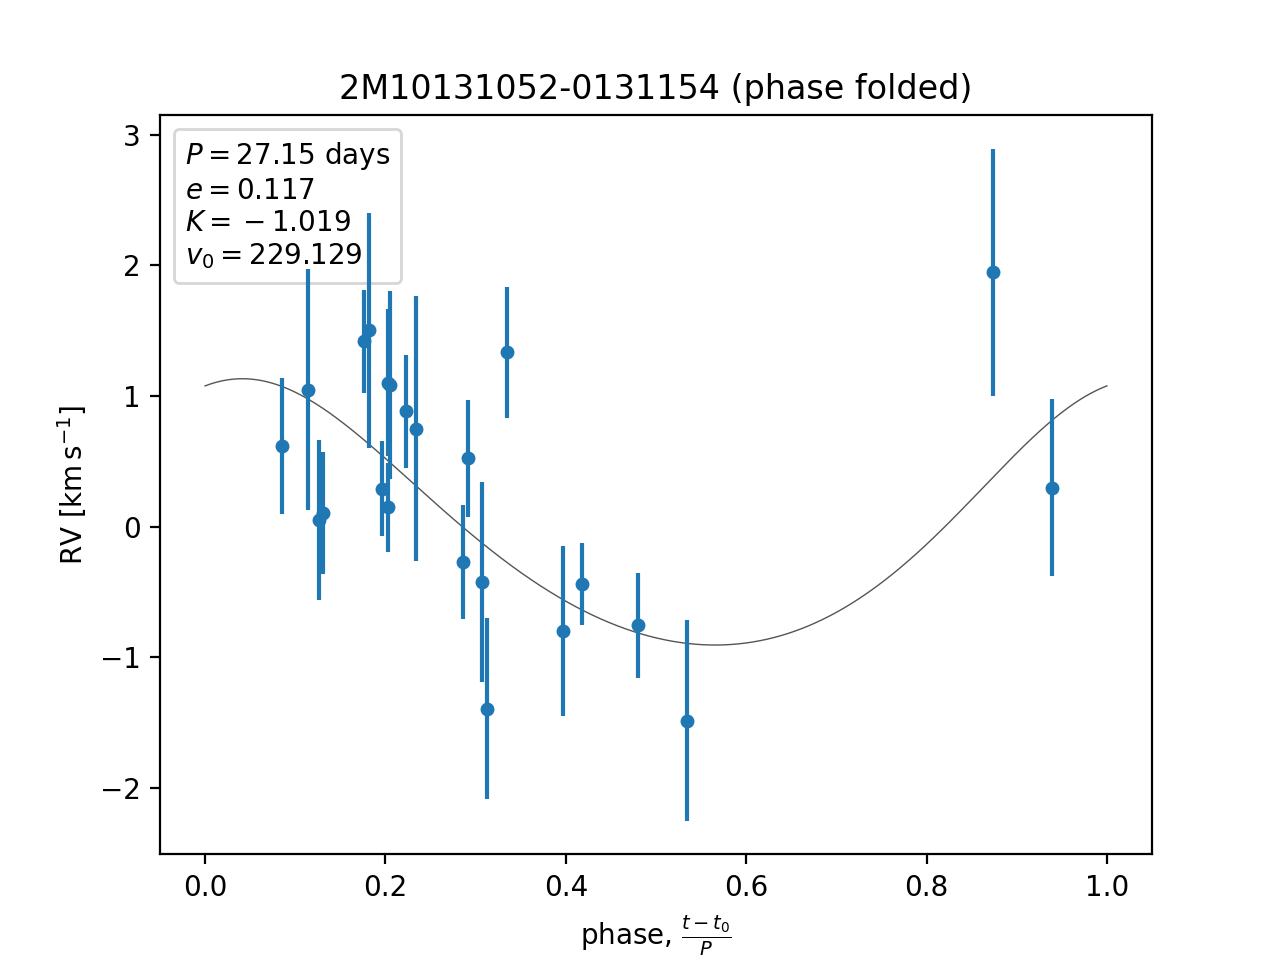 2M10131052-0131154 (phase folded)
P = 27.15 days
e = 0.117
K = −1.019
v₀ = 229.129
3
2
1
0
−1
−2
RV [km s⁻¹]
0.0 0.2 0.4 0.6 0.8 1.0
phase, (t − t₀)/P